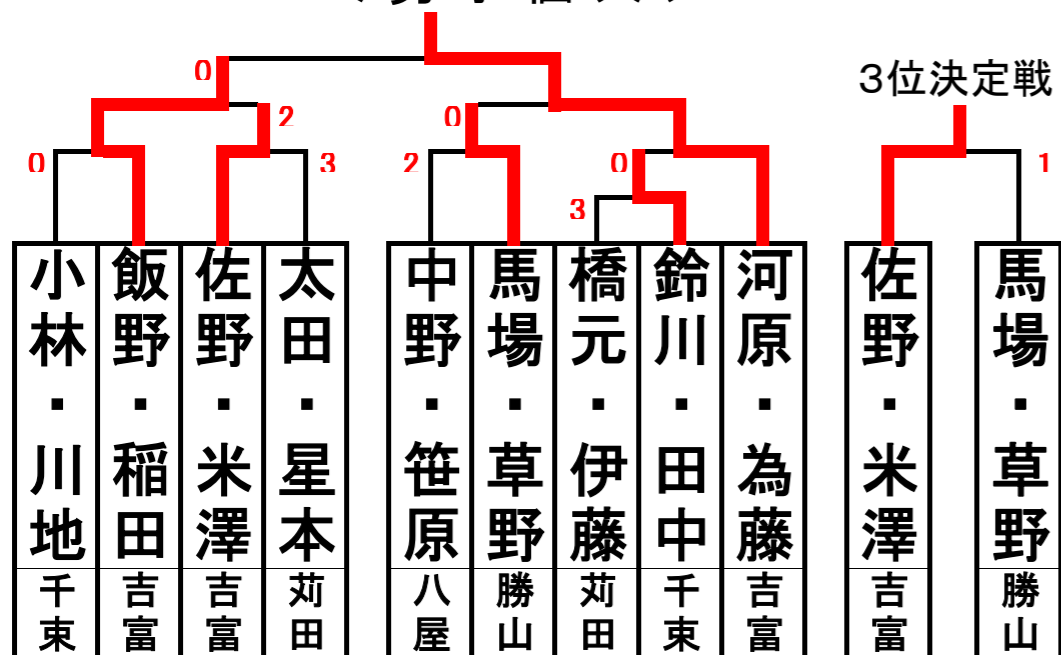 3位決定戦
0
2
0
0
3
2
0
3
1
小林・川地
飯野・稲田
佐野・米澤
太田・星本
中野・笹原
馬場・草野
橋元・伊藤
鈴川・田中
河原・為藤
佐野・米澤
馬場・草野
千束
吉富
吉富
苅田
八屋
勝山
苅田
千束
吉富
吉富
勝山